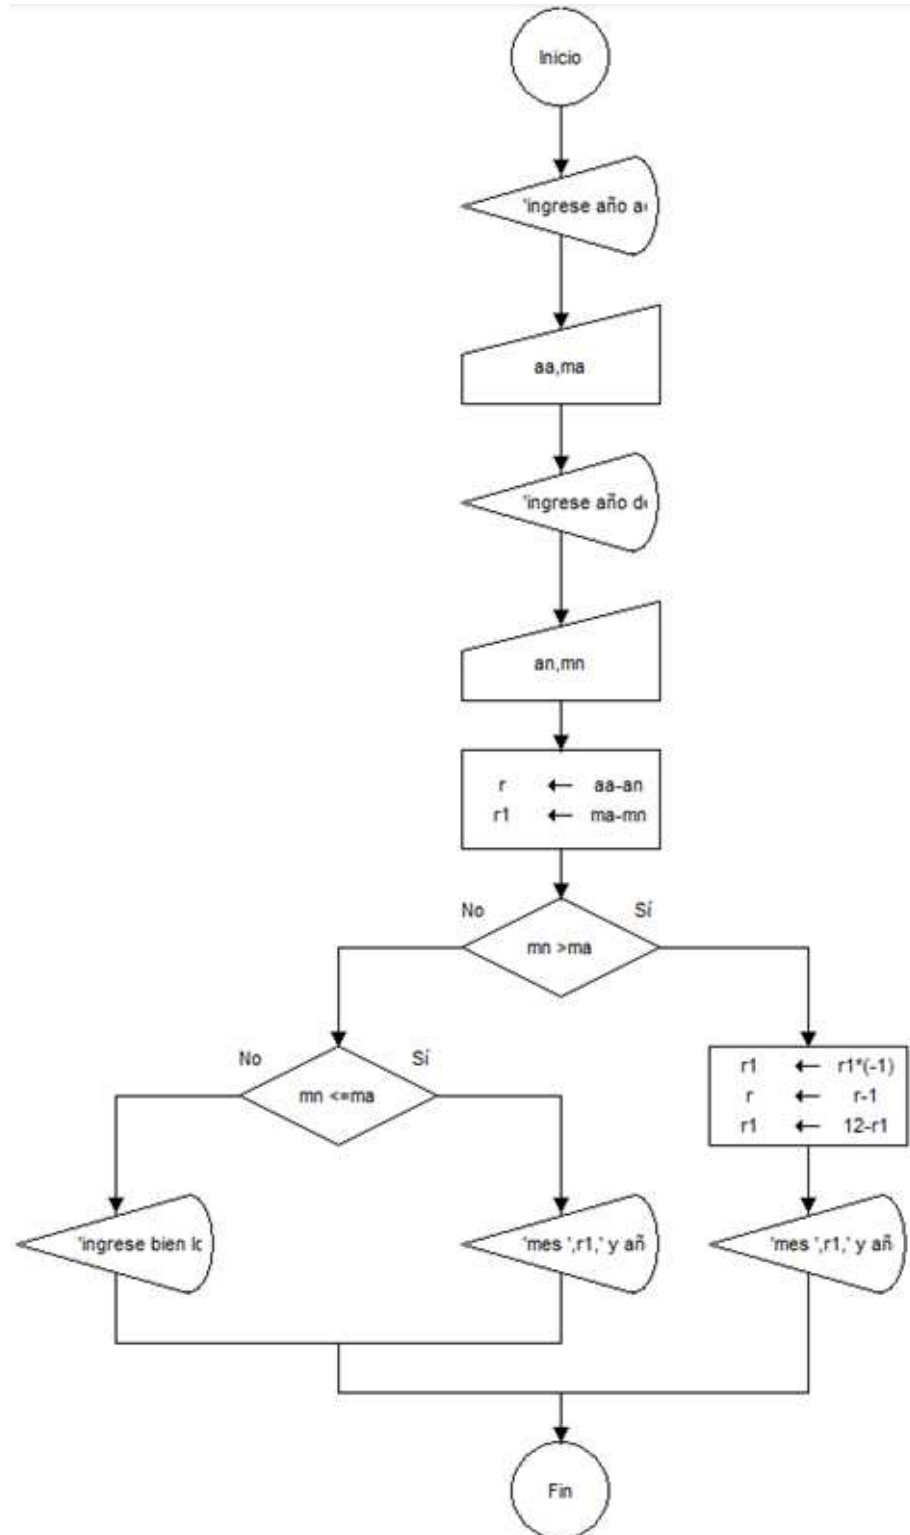 Inicio
'ingrese año a
aa,ma
'ingrese año d
an,mn
r ← aa-an
r1 ← ma-mn
No
Sí
mn >ma
No
Sí
mn <=ma
r1 ← r1*(-1)
r ← r-1
r1 ← 12-r1
'ingrese bien l
'mes ',r1,' y añ
'mes ',r1,' y añ
Fin